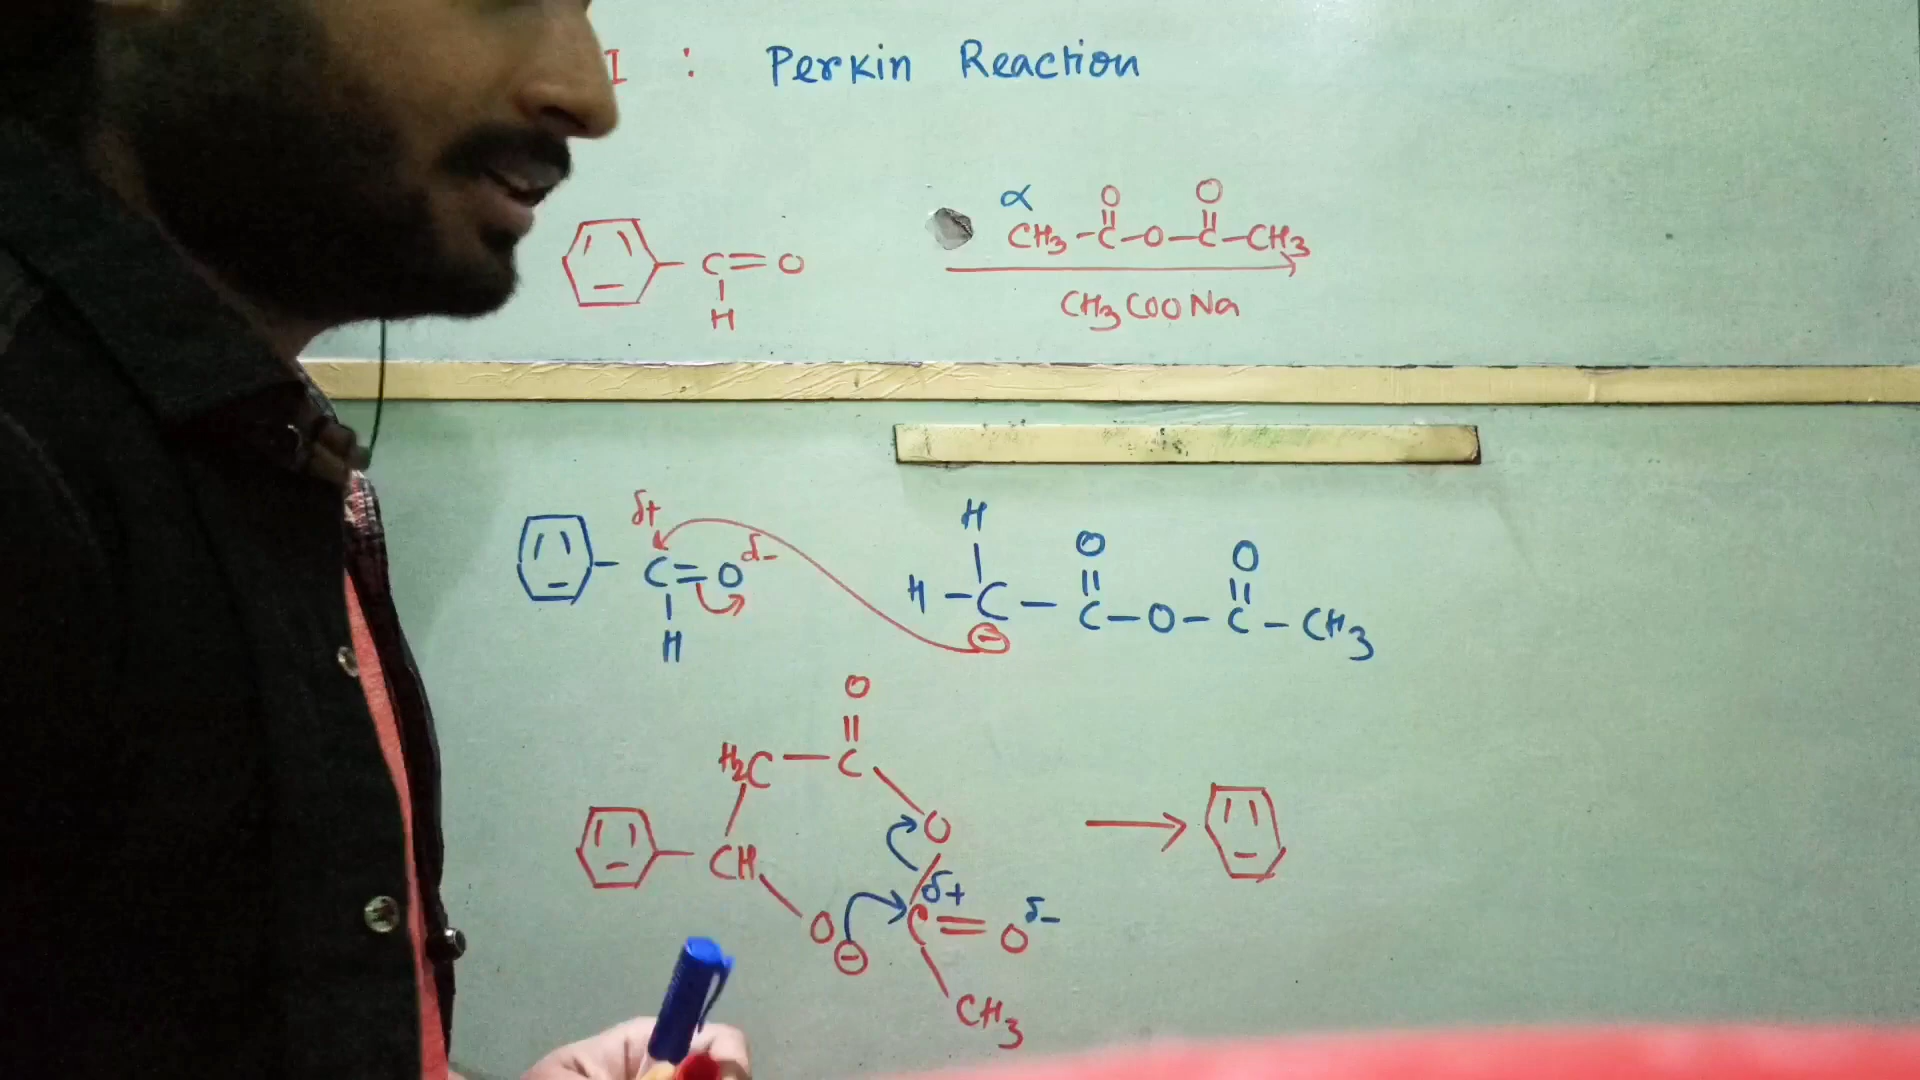 I : Perkin Reaction
α O O
CH3 - C - O - C - CH3
C = O
H
CH3COONa
δ+ δ-
H O O
C = O H - C - C - O - C - CH3
H ⊖
O
H2C - C
O
CH
δ+
O ⊖ C = O δ-
CH3